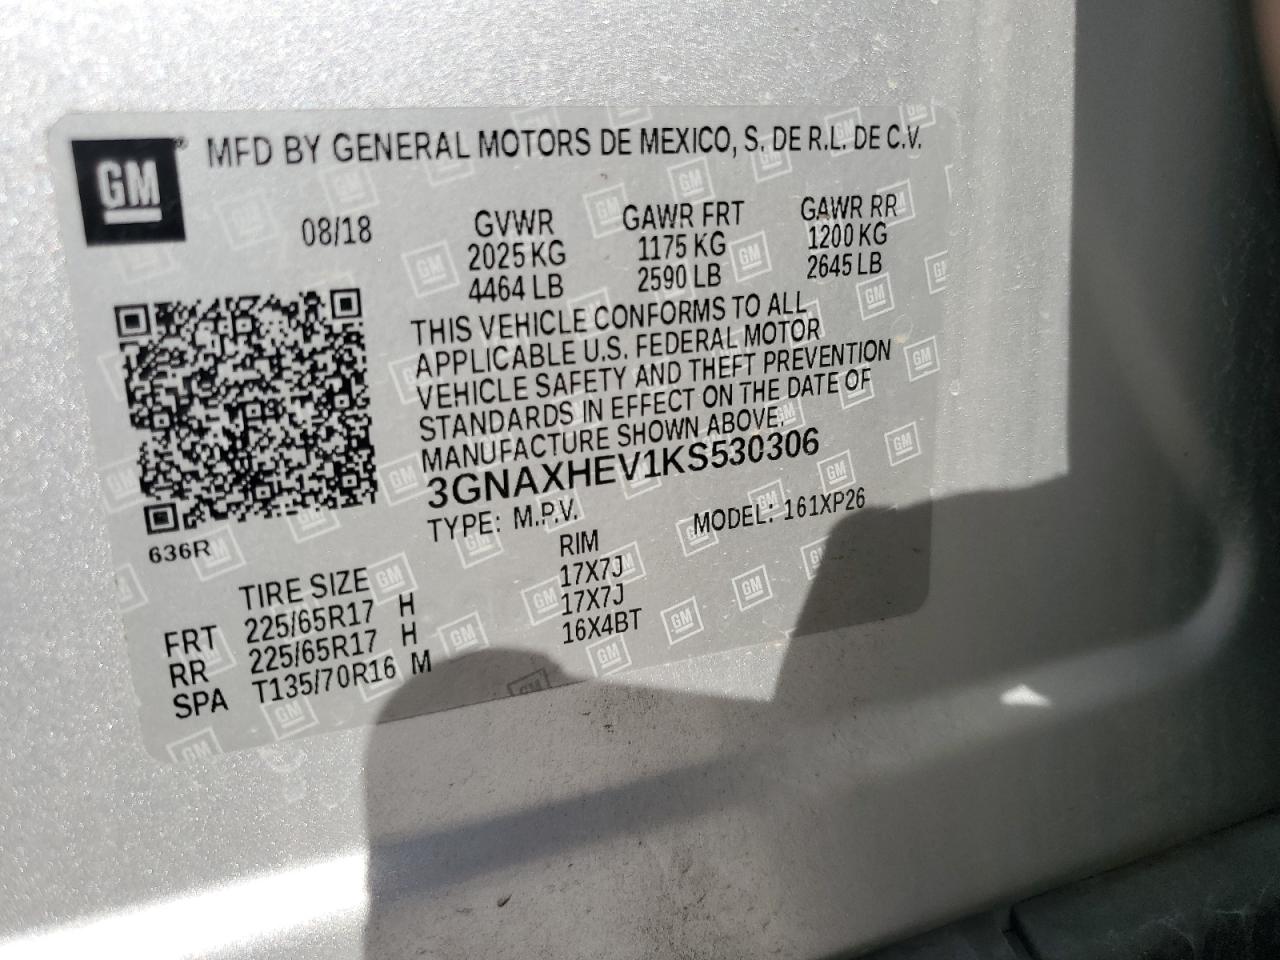 GM ® MFD BY GENERAL MOTORS DE MEXICO, S. DE R.L. DE C.V.
08/18
GVWR GAWR FRT GAWR RR
2025 KG 1175 KG 1200 KG
4464 LB 2590 LB 2645 LB
THIS VEHICLE CONFORMS TO ALL
APPLICABLE U.S. FEDERAL MOTOR
VEHICLE SAFETY AND THEFT PREVENTION
STANDARDS IN EFFECT ON THE DATE OF
MANUFACTURE SHOWN ABOVE.
3GNAXHEV1KS530306
TYPE: M.P.V. MODEL: 161XP26
636R
TIRE SIZE RIM
FRT 225/65R17 H 17X7J
RR 225/65R17 H 17X7J
SPA T135/70R16 M 16X4BT